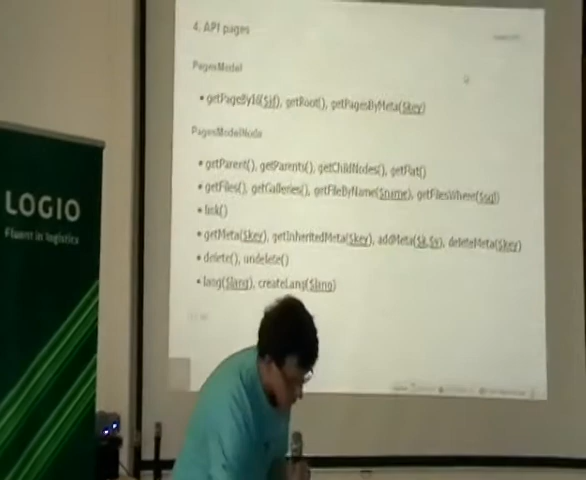 4. API pages
PagesModel
• getPageById($id), getRoot(), getPagesByMeta($key)
PagesModelNode
• getParent(), getParents(), getChildNodes(), getFlat()
• getFiles(), getGalleries(), getFileByName($name), getFilesWhere($sql)
• link()
• getMeta($key), getInheritedMeta($key), addMeta($k,$v), deleteMeta($key)
• delete(), undelete()
• lang($lang), createLang($lang)
LOGIO
Fluent in logistics